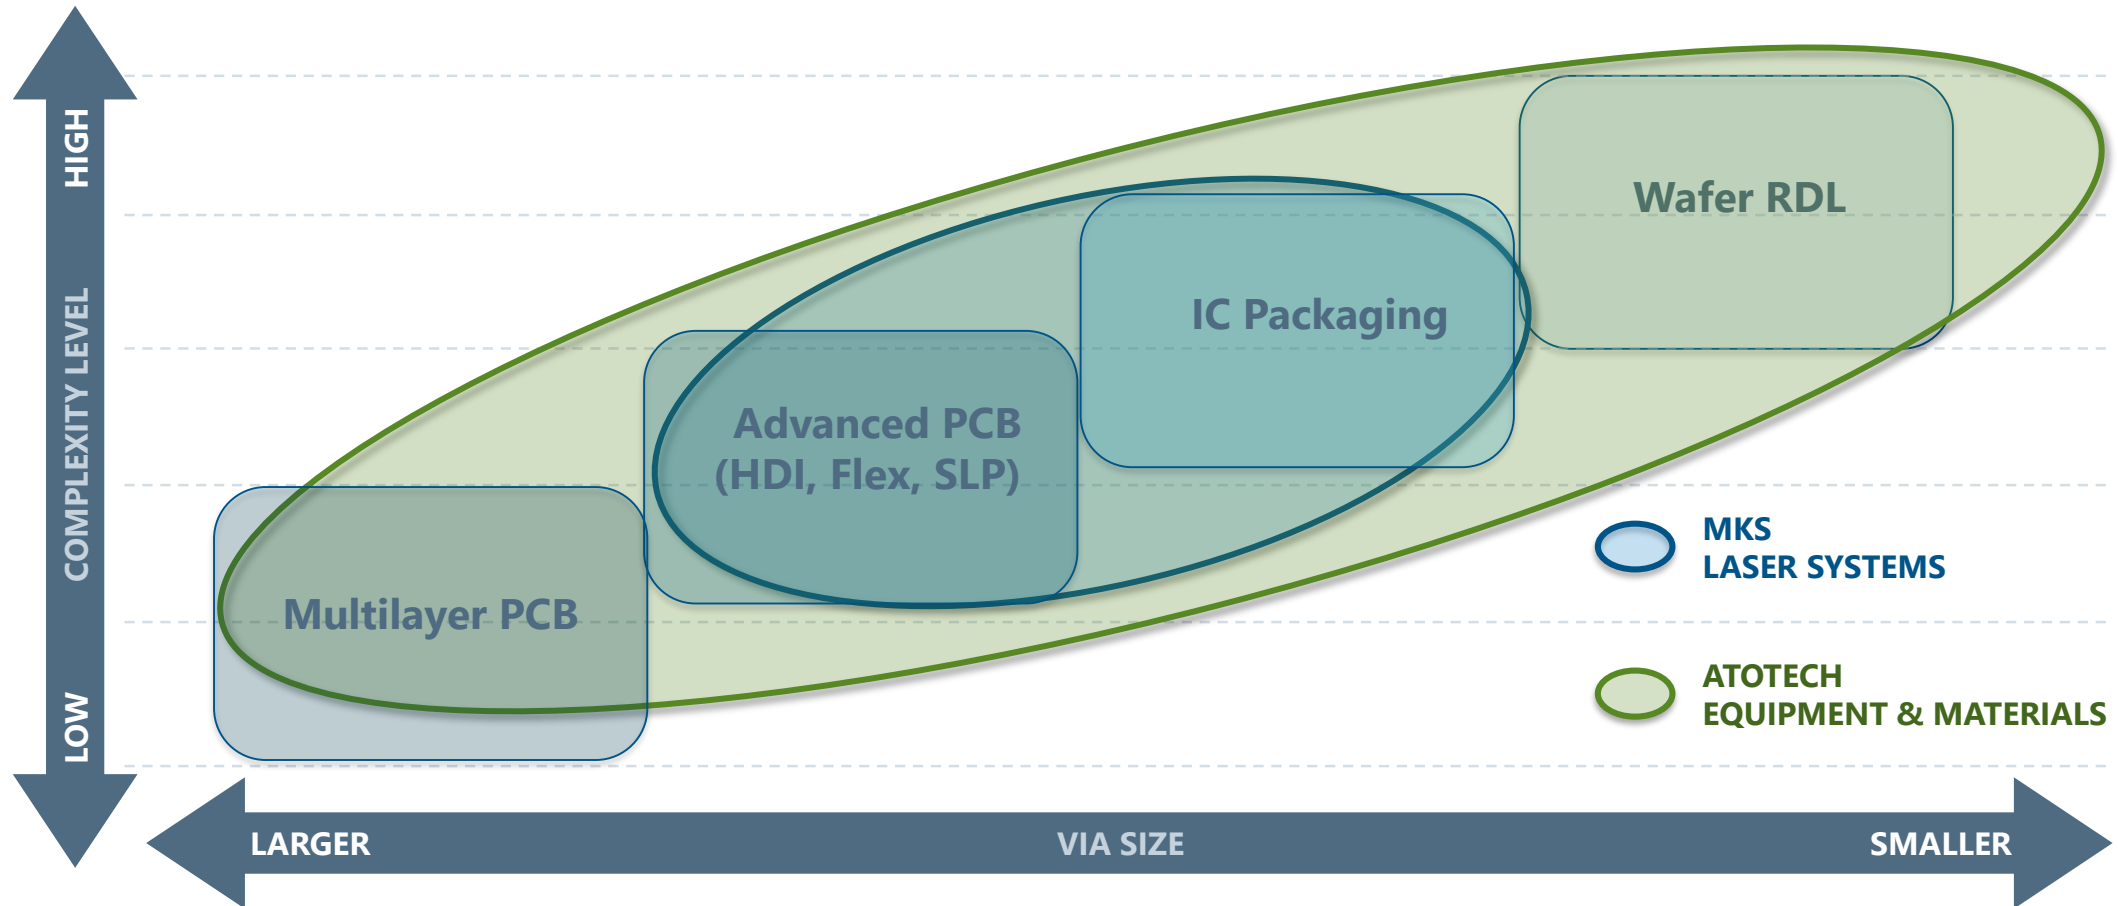 HIGH
COMPLEXITY LEVEL
LOW
Wafer RDL
IC Packaging
Advanced PCB
(HDI, Flex, SLP)
Multilayer PCB
MKS
LASER SYSTEMS
ATOTECH
EQUIPMENT & MATERIALS
LARGER
VIA SIZE
SMALLER